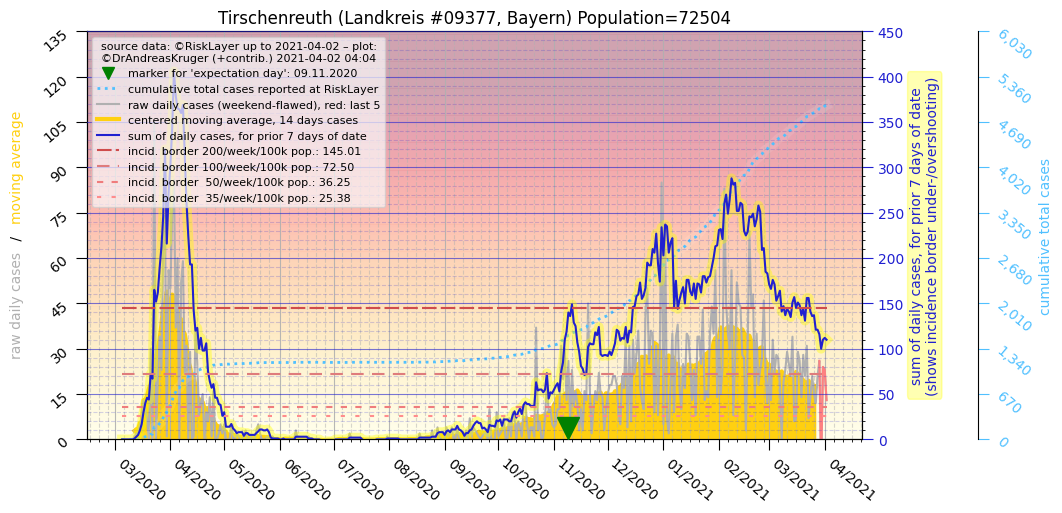 Tirschenreuth (Landkreis #09377, Bayern) Population=72504
source data: ©RiskLayer up to 2021-04-02 – plot:
©DrAndreasKruger (+contrib.) 2021-04-02 04:04
marker for 'expectation day': 09.11.2020
cumulative total cases reported at RiskLayer
raw daily cases (weekend-flawed), red: last 5
centered moving average, 14 days cases
sum of daily cases, for prior 7 days of date
incid. border 200/week/100k pop.: 145.01
incid. border 100/week/100k pop.: 72.50
incid. border  50/week/100k pop.: 36.25
incid. border  35/week/100k pop.: 25.38
raw daily cases / moving average
135
120
105
90
75
60
45
30
15
0
03/2020
04/2020
05/2020
06/2020
07/2020
08/2020
09/2020
10/2020
11/2020
12/2020
01/2021
02/2021
03/2021
04/2021
450
400
350
300
250
200
150
100
50
0
sum of daily cases, for prior 7 days of date
(shows incidence border under-/overshooting)
6,030
5,360
4,690
4,020
3,350
2,680
2,010
1,340
670
0
cumulative total cases